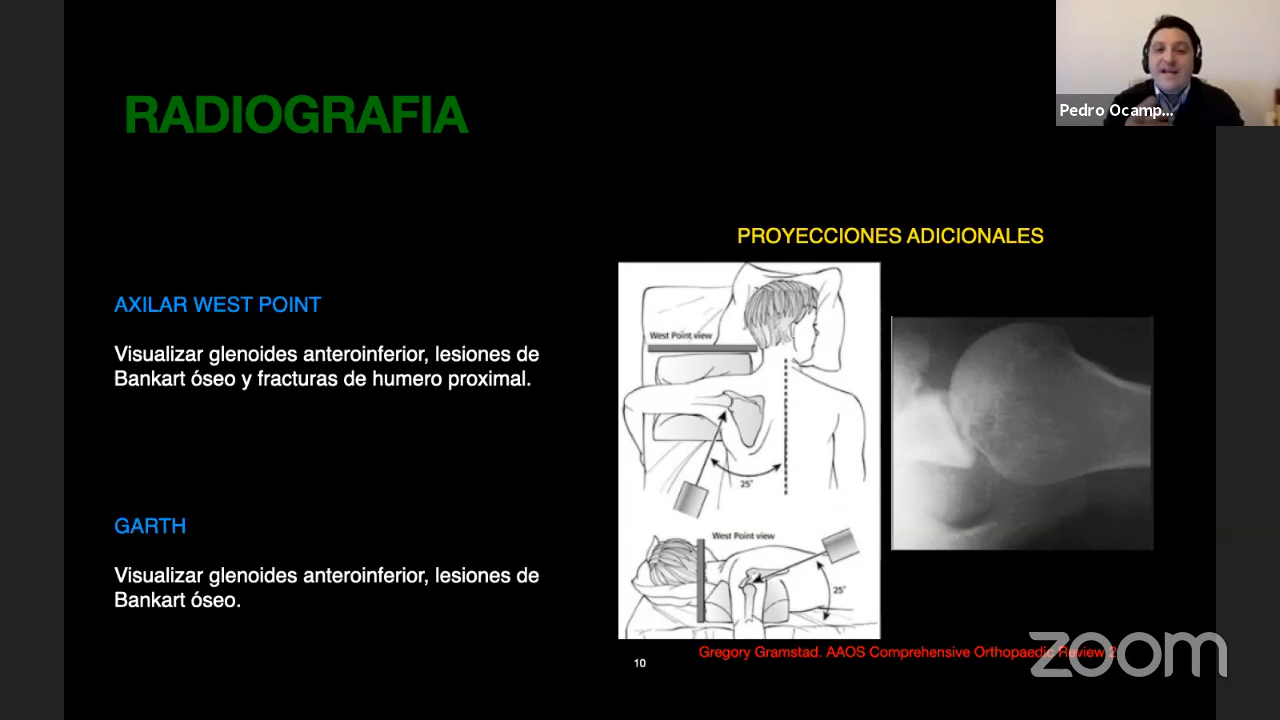 RADIOGRAFIA
Pedro Ocamp...
PROYECCIONES ADICIONALES
AXILAR WEST POINT
Visualizar glenoides anteroinferior, lesiones de
Bankart óseo y fracturas de humero proximal.
GARTH
Visualizar glenoides anteroinferior, lesiones de
Bankart óseo.
West Point view
25°
West Point view
25°
Gregory Gramstad. AAOS Comprehensive Orthopaedic Review 2
10
zoom